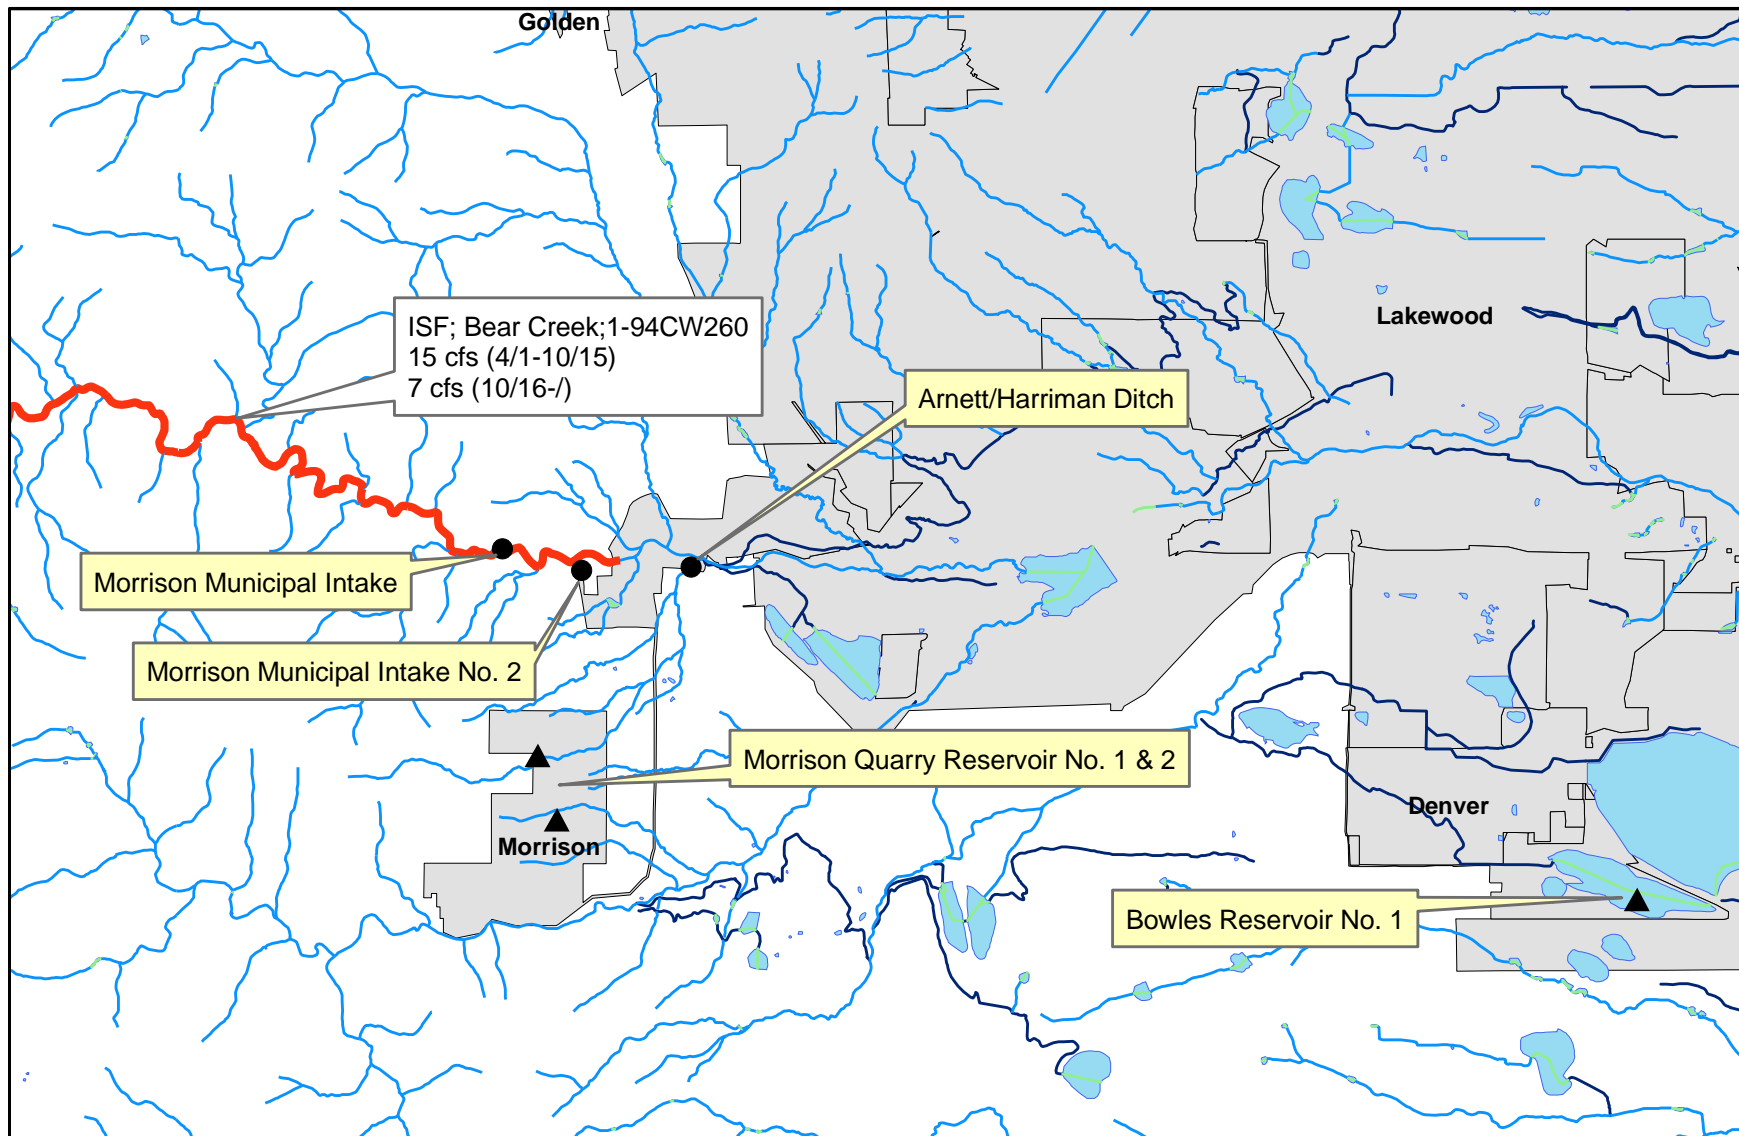 Golden
ISF; Bear Creek;1-94CW260
15 cfs (4/1-10/15)
7 cfs (10/16-/)
Lakewood
Arnett/Harriman Ditch
Morrison Municipal Intake
Morrison Municipal Intake No. 2
Morrison Quarry Reservoir No. 1 & 2
Denver
Morrison
Bowles Reservoir No. 1